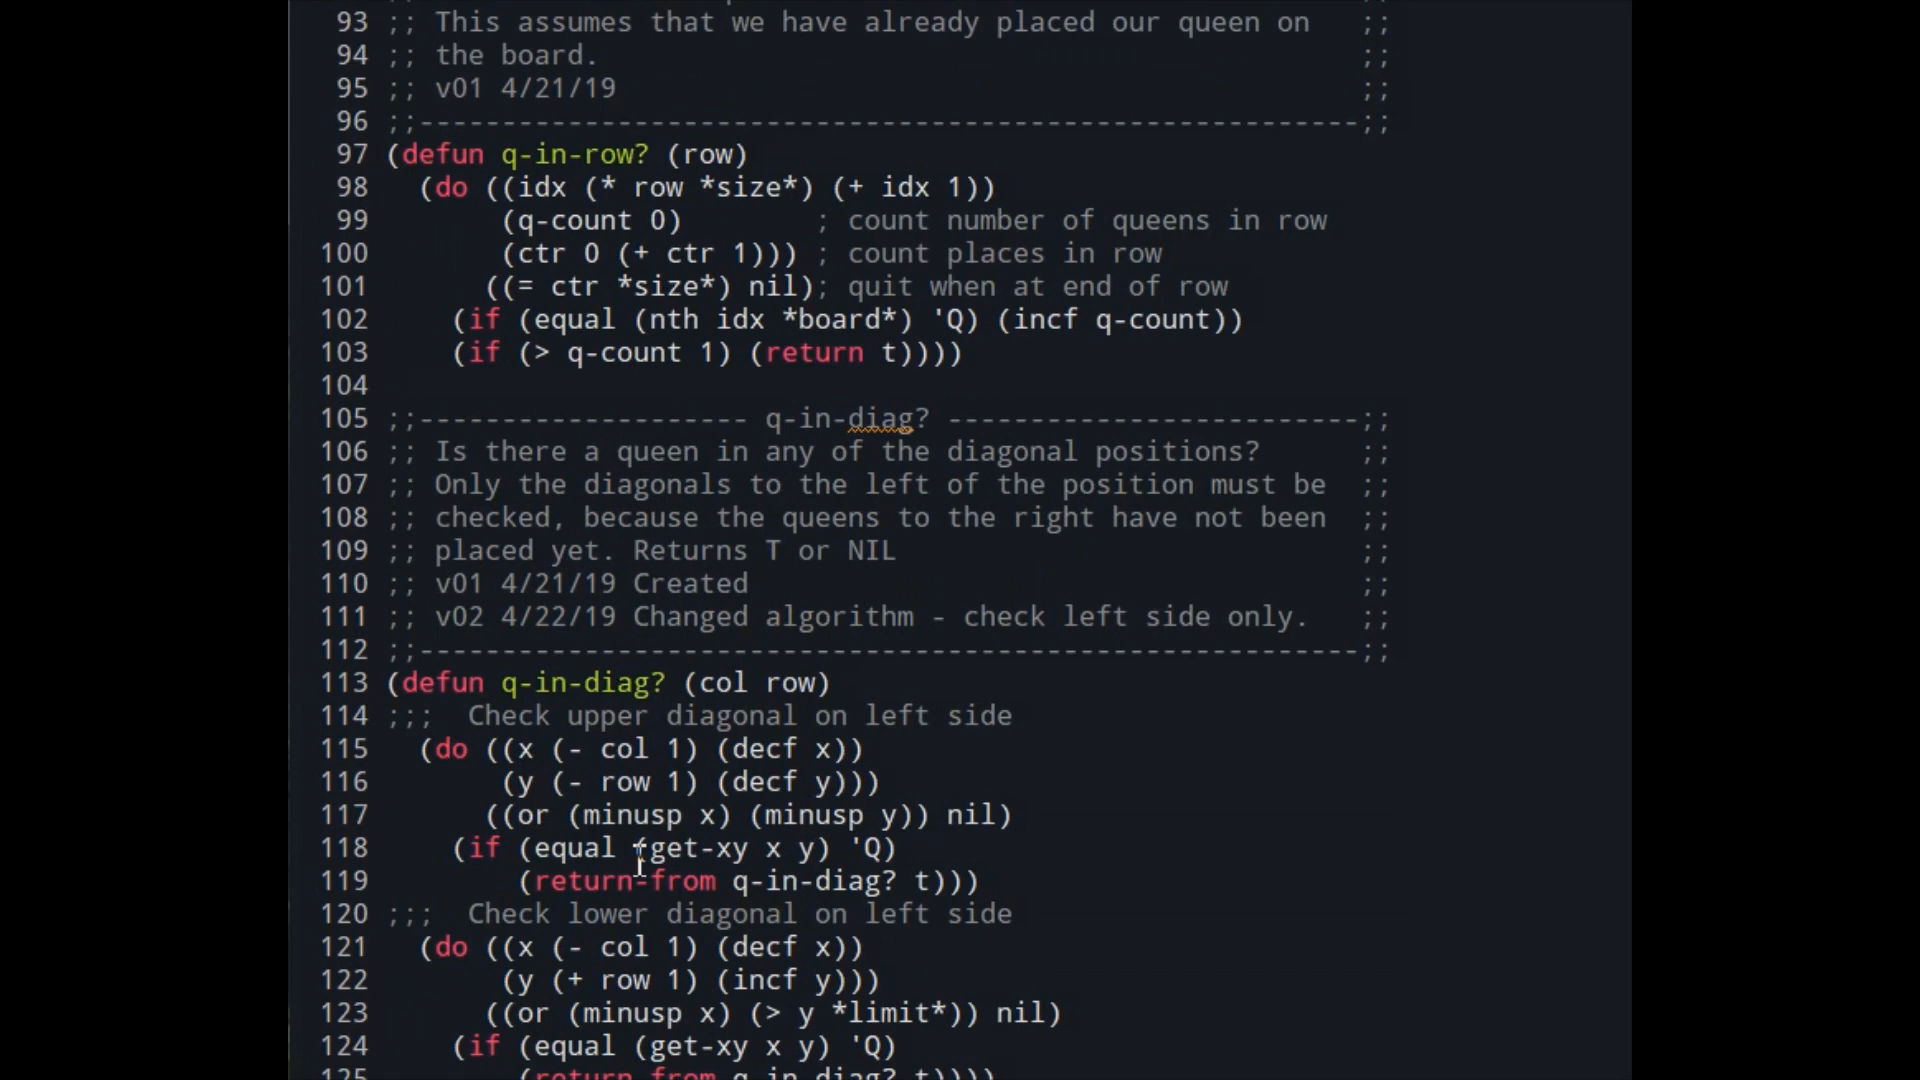 93 ;; This assumes that we have already placed our queen on ;;
94 ;; the board. ;;
95 ;; v01 4/21/19 ;;
96 ;;---------------------------------------------------------;;
97 (defun q-in-row? (row)
98 (do ((idx (* row *size*) (+ idx 1))
99 (q-count 0) ; count number of queens in row
100 (ctr 0 (+ ctr 1))) ; count places in row
101 ((= ctr *size*) nil); quit when at end of row
102 (if (equal (nth idx *board*) 'Q) (incf q-count))
103 (if (> q-count 1) (return t))))
104
105 ;;-------------------- q-in-diag? -------------------------;;
106 ;; Is there a queen in any of the diagonal positions? ;;
107 ;; Only the diagonals to the left of the position must be ;;
108 ;; checked, because the queens to the right have not been ;;
109 ;; placed yet. Returns T or NIL ;;
110 ;; v01 4/21/19 Created ;;
111 ;; v02 4/22/19 Changed algorithm - check left side only. ;;
112 ;;---------------------------------------------------------;;
113 (defun q-in-diag? (col row)
114 ;;; Check upper diagonal on left side
115 (do ((x (- col 1) (decf x))
116 (y (- row 1) (decf y)))
117 ((or (minusp x) (minusp y)) nil)
118 (if (equal (get-xy x y) 'Q)
119 (return-from q-in-diag? t)))
120 ;;; Check lower diagonal on left side
121 (do ((x (- col 1) (decf x))
122 (y (+ row 1) (incf y)))
123 ((or (minusp x) (> y *limit*)) nil)
124 (if (equal (get-xy x y) 'Q)
125 (return-from q-in-diag? t))))